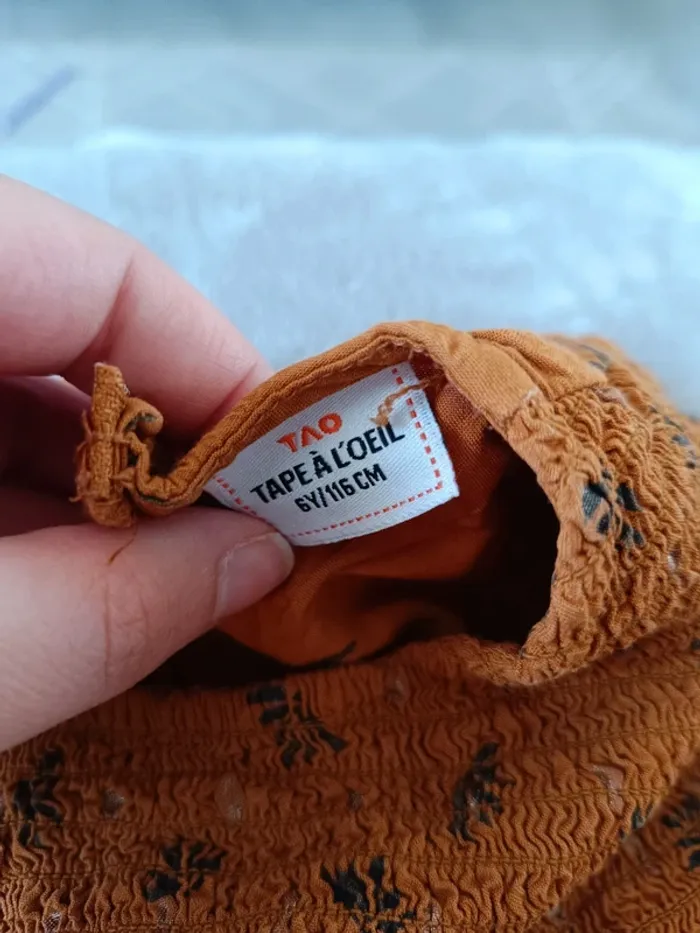 TAO
TAPE À L'OEIL
6Y/116 CM